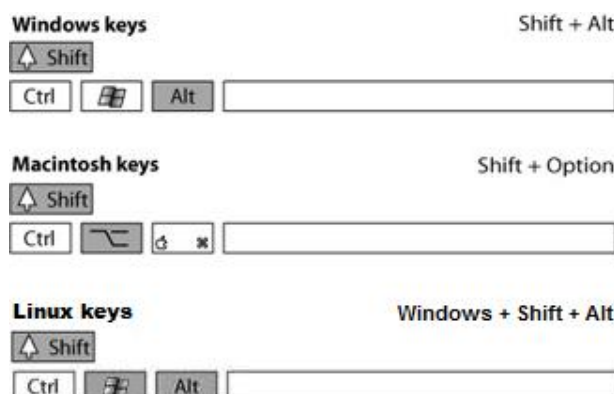 Windows keys Shift + Alt
Shift
Ctrl Alt
Macintosh keys Shift + Option
Shift
Ctrl ⌥ ⌘
Linux keys Windows + Shift + Alt
Shift
Ctrl Alt